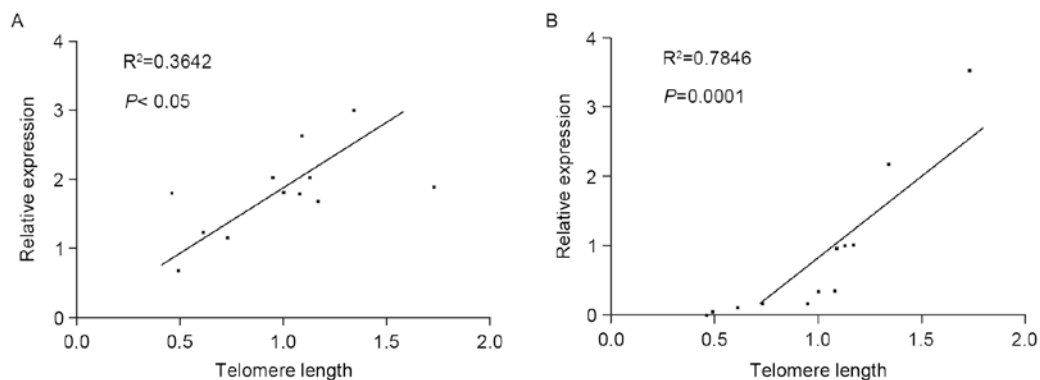 A
R²=0.3642
P< 0.05
Relative expression
4
3
2
1
0
0.0 0.5 1.0 1.5 2.0
Telomere length
B
R²=0.7846
P=0.0001
Relative expression
4
3
2
1
0
0.0 0.5 1.0 1.5 2.0
Telomere length